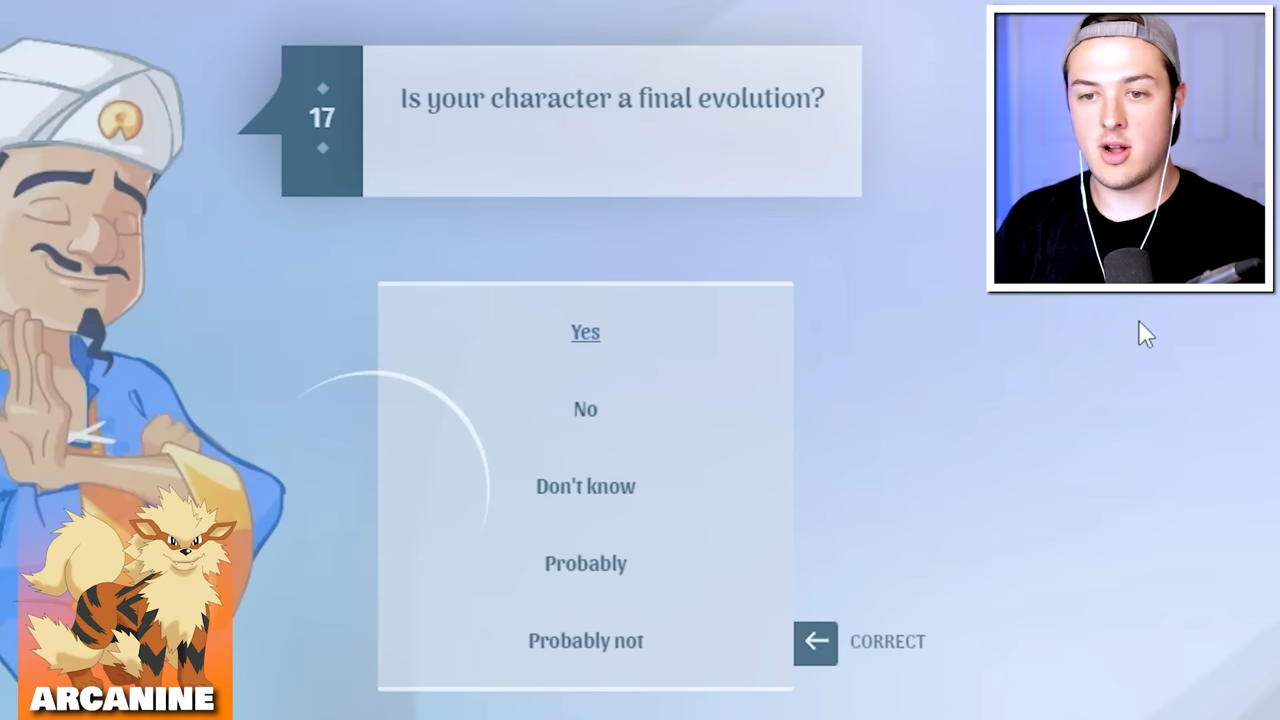 17
Is your character a final evolution?
Yes
No
Don't know
Probably
Probably not
CORRECT
ARCANINE